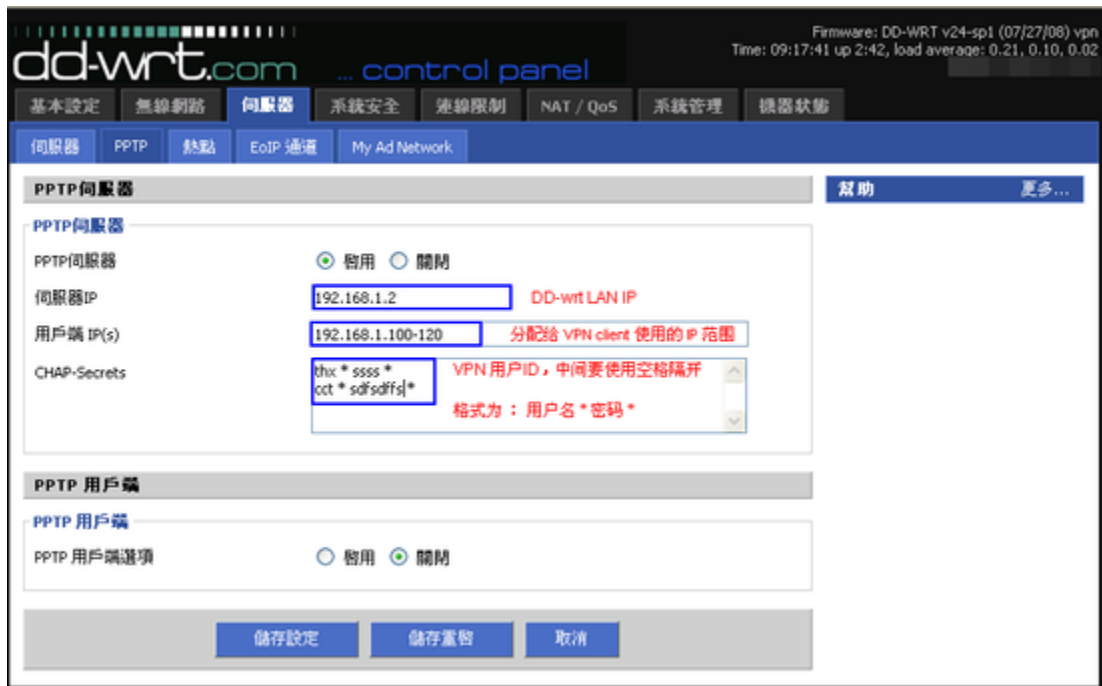 Firmware: DD-WRT v24-sp1 (07/27/08) vpn
Time: 09:17:41 up 2:42, load average: 0.21, 0.10, 0.02
dd-wrt.com ... control panel
基本設定 無線網路 伺服器 系統安全 連線限制 NAT / QoS 系統管理 機器狀態
伺服器 PPTP 熱點 EoIP 通道 My Ad Network
PPTP伺服器 幫助 更多...
PPTP伺服器
PPTP伺服器 啓用 關閉
伺服器IP 192.168.1.2 DD-wrt LAN IP
用戶端 IP(s) 192.168.1.100-120 分配给 VPN client 使用的 IP 范围
CHAP-Secrets thx * ssss * VPN 用户ID，中间要使用空格隔开
cct * sdfsdffs *
格式为 ：用户名 * 密码 *
PPTP 用戶端
PPTP 用戶端
PPTP 用戶端選項 啓用 關閉
儲存設定 儲存重啓 取消